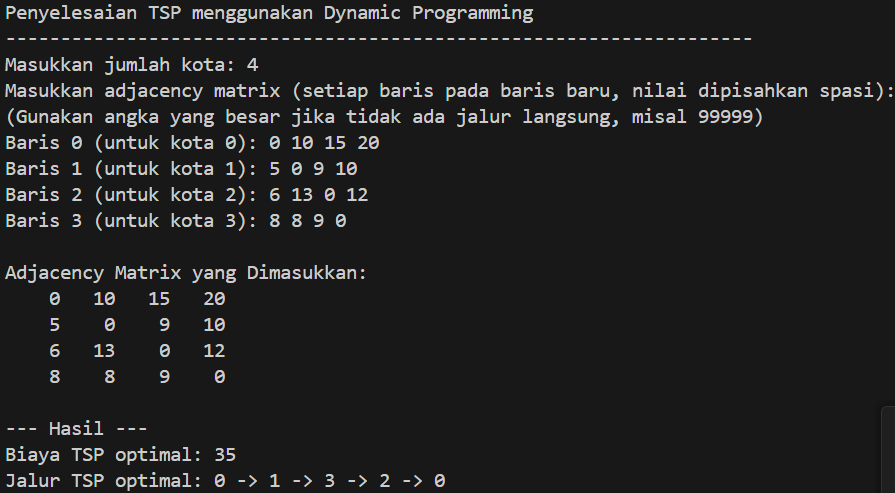 Penyelesaian TSP menggunakan Dynamic Programming
--------------------------------------------------------------------
Masukkan jumlah kota: 4
Masukkan adjacency matrix (setiap baris pada baris baru, nilai dipisahkan spasi):
(Gunakan angka yang besar jika tidak ada jalur langsung, misal 99999)
Baris 0 (untuk kota 0): 0 10 15 20
Baris 1 (untuk kota 1): 5 0 9 10
Baris 2 (untuk kota 2): 6 13 0 12
Baris 3 (untuk kota 3): 8 8 9 0

Adjacency Matrix yang Dimasukkan:
    0   10   15   20
    5    0    9   10
    6   13    0   12
    8    8    9    0

--- Hasil ---
Biaya TSP optimal: 35
Jalur TSP optimal: 0 -> 1 -> 3 -> 2 -> 0